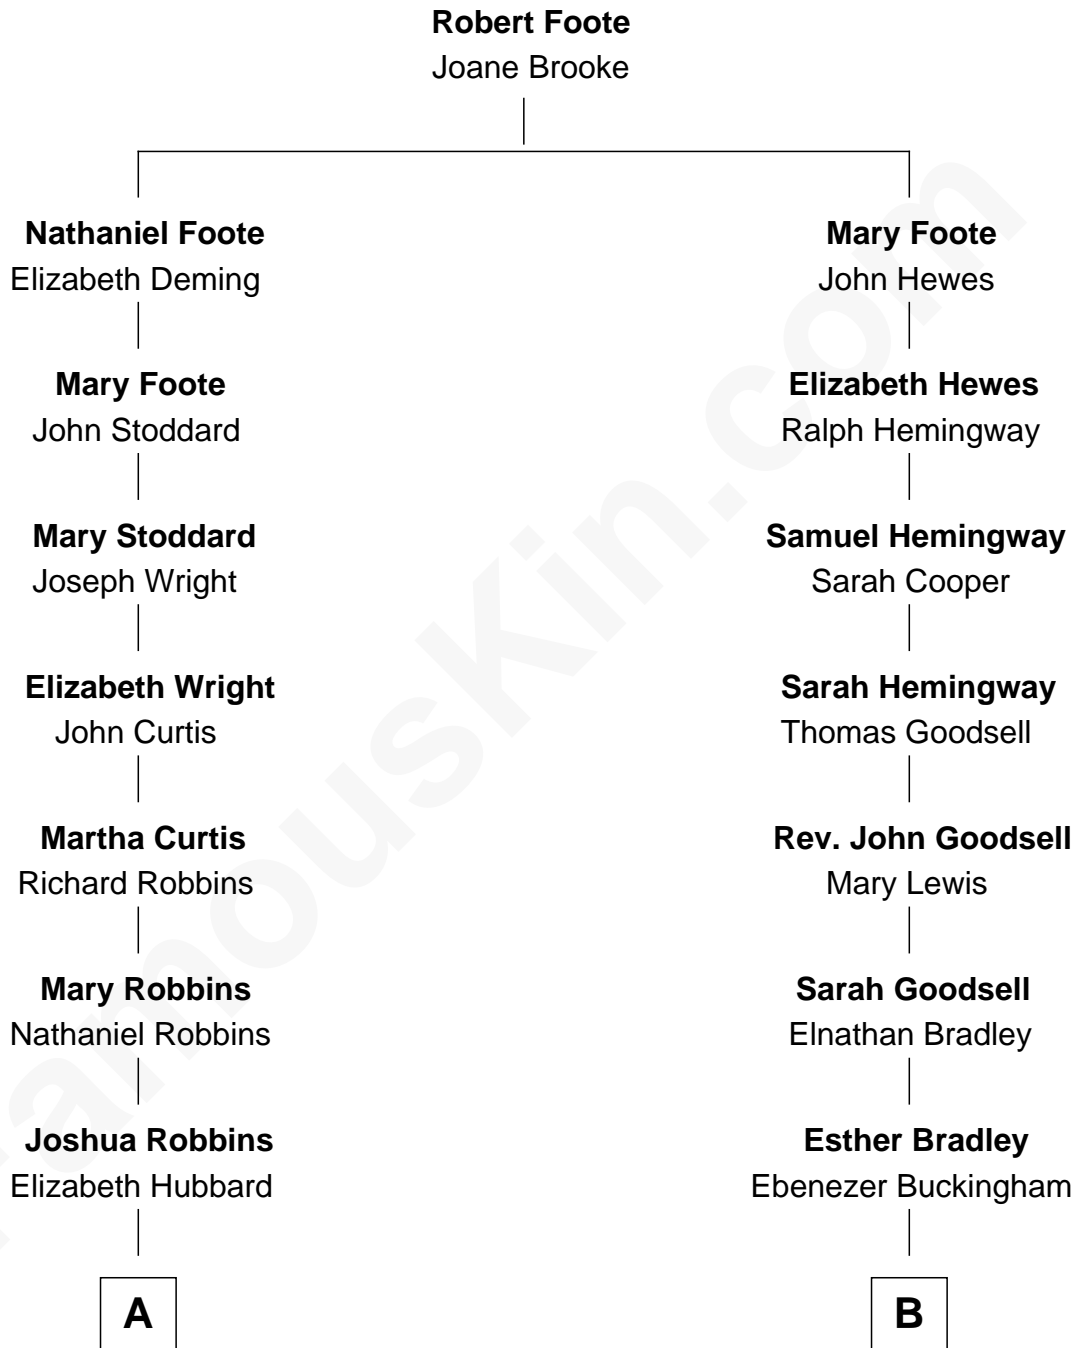 Robert Foote
Joane Brooke
Nathaniel Foote
Elizabeth Deming
Mary Foote
John Stoddard
Mary Stoddard
Joseph Wright
Elizabeth Wright
John Curtis
Martha Curtis
Richard Robbins
Mary Robbins
Nathaniel Robbins
Joshua Robbins
Elizabeth Hubbard
A
Mary Foote
John Hewes
Elizabeth Hewes
Ralph Hemingway
Samuel Hemingway
Sarah Cooper
Sarah Hemingway
Thomas Goodsell
Rev. John Goodsell
Mary Lewis
Sarah Goodsell
Elnathan Bradley
Esther Bradley
Ebenezer Buckingham
B
FamousKin.com